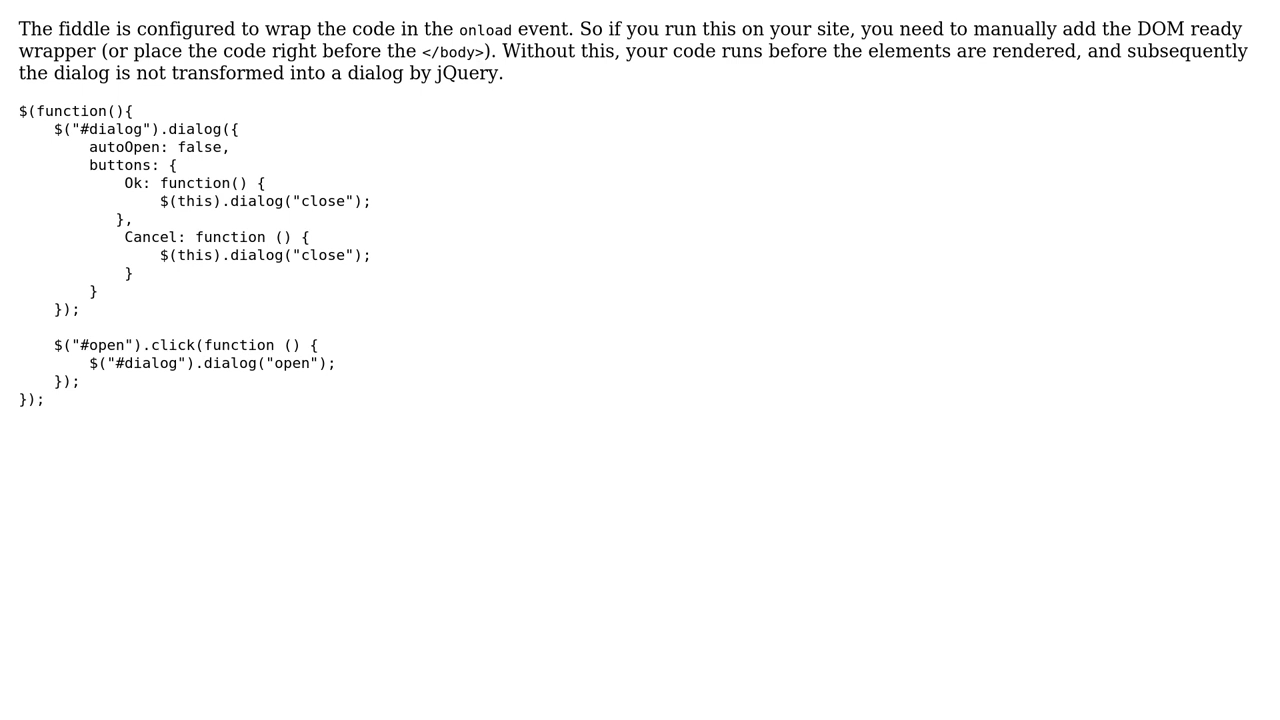 The fiddle is configured to wrap the code in the onload event. So if you run this on your site, you need to manually add the DOM ready
wrapper (or place the code right before the </body>). Without this, your code runs before the elements are rendered, and subsequently
the dialog is not transformed into a dialog by jQuery.
$(function(){
    $("#dialog").dialog({
        autoOpen: false,
        buttons: {
            Ok: function() {
                $(this).dialog("close");
           },
            Cancel: function () {
                $(this).dialog("close");
            }
        }
    });

    $("#open").click(function () {
        $("#dialog").dialog("open");
    });
});